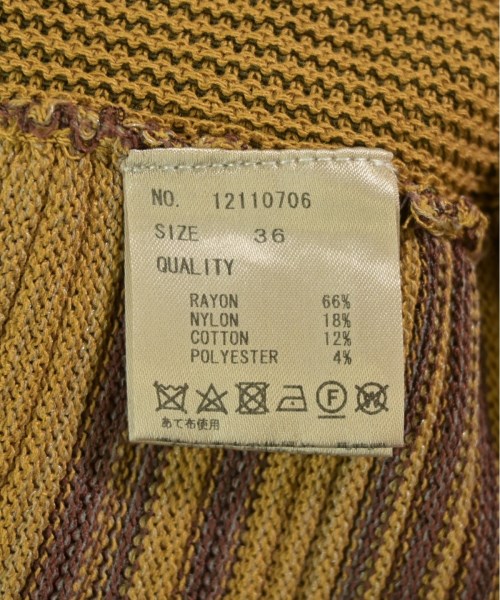 NO. 12110706
SIZE 36
QUALITY
RAYON 66%
NYLON 18%
COTTON 12%
POLYESTER 4%
F W
あて布使用